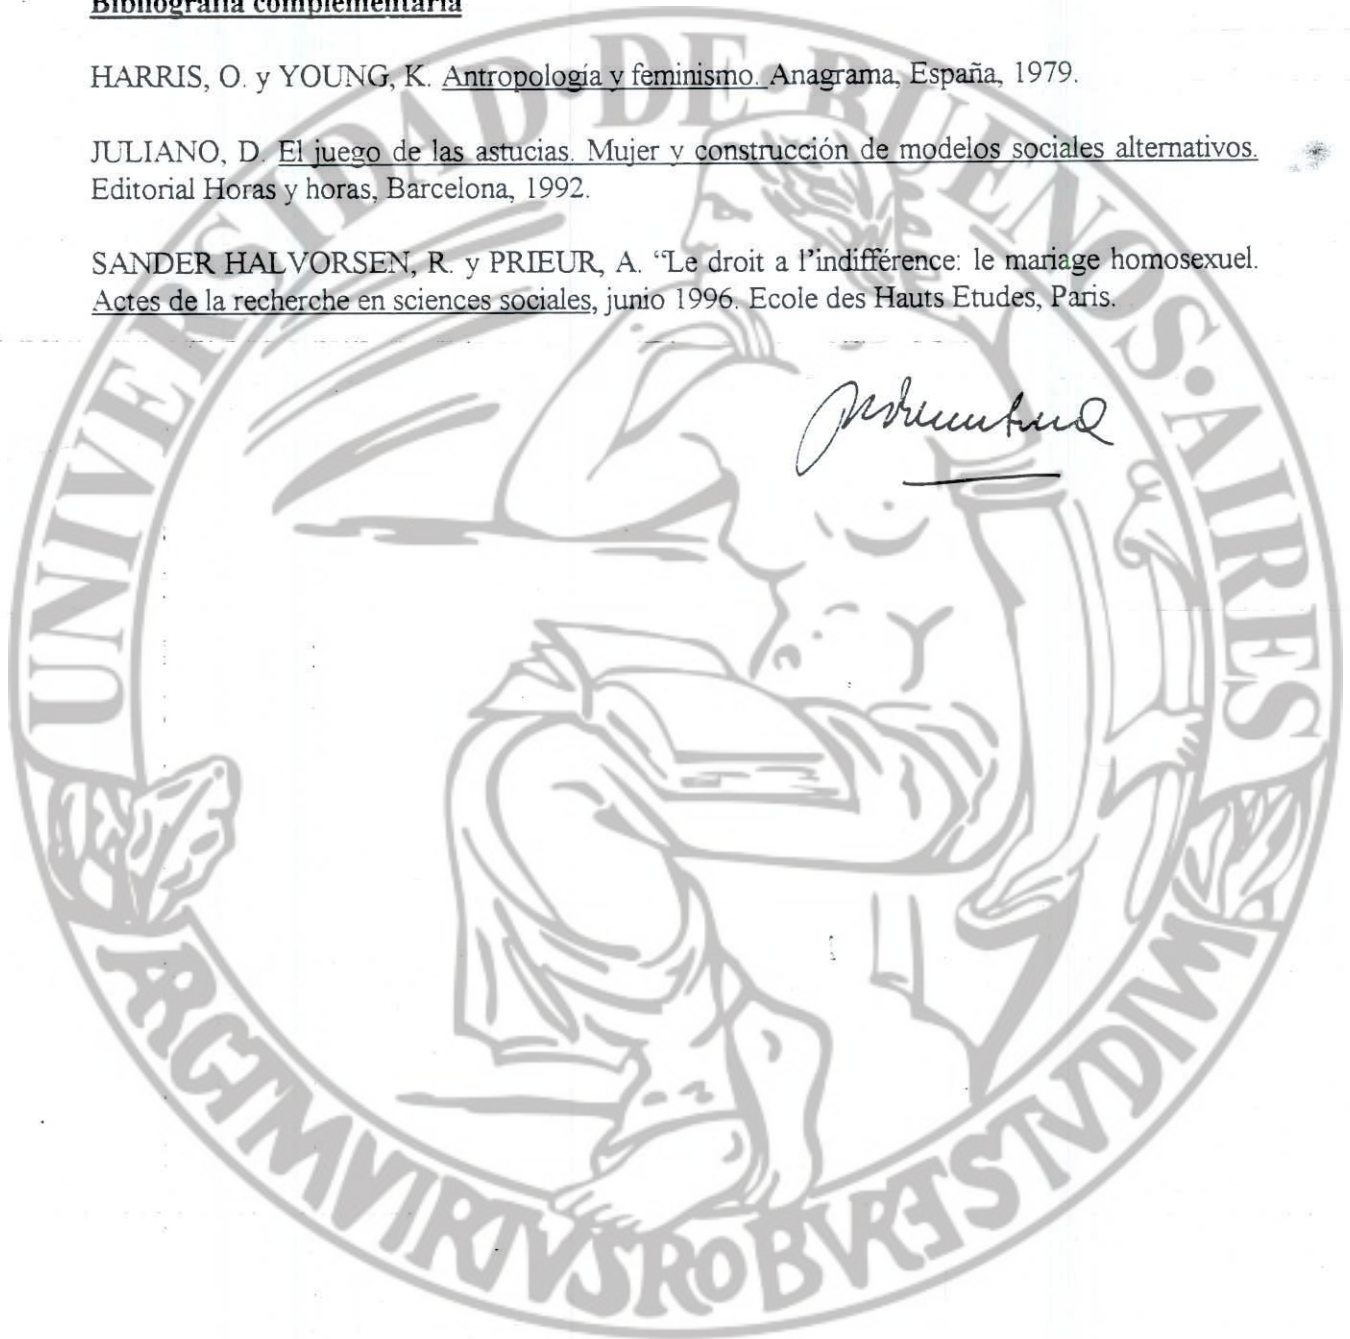 Bibliografía complementaria
HARRIS, O. y YOUNG, K. Antropología y feminismo. Anagrama, España, 1979.
JULIANO, D. El juego de las astucias. Mujer y construcción de modelos sociales alternativos.
Editorial Horas y horas, Barcelona, 1992.
SANDER HALVORSEN, R. y PRIEUR, A. “Le droit a l’indifférence: le mariage homosexuel.
Actes de la recherche en sciences sociales, junio 1996. Ecole des Hauts Etudes, Paris.
UNIVERSIDAD·DE·BUENOS·AIRES
ARGTMVIRTVSROBVRETSTVDIVM